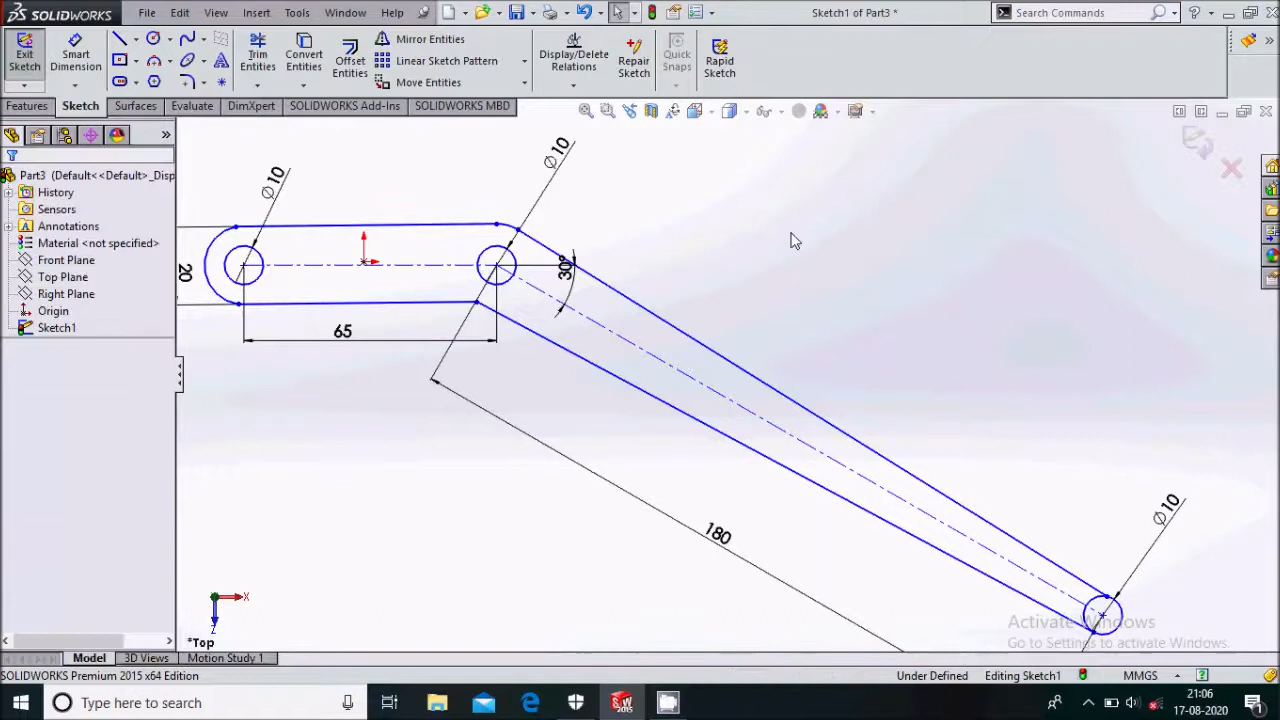 SOLIDWORKS
File Edit View Insert Tools Window Help
Sketch1 of Part3 *
Search Commands
Exit Sketch
Smart Dimension
Trim Entities
Convert Entities
Offset Entities
Mirror Entities
Linear Sketch Pattern
Move Entities
Display/Delete Relations
Repair Sketch
Quick Snaps
Rapid Sketch
Features Sketch Surfaces Evaluate DimXpert SOLIDWORKS Add-Ins SOLIDWORKS MBD
Part3 (Default<<Default>_Disp
History
Sensors
Annotations
Material <not specified>
Front Plane
Top Plane
Right Plane
Origin
Sketch1
∅10
∅10
20
30°
65
180
∅10
X
Z
*Top
Activate Windows
Go to Settings to activate Windows.
Model 3D Views Motion Study 1
SOLIDWORKS Premium 2015 x64 Edition
Under Defined Editing Sketch1 MMGS
Type here to search
SW
2015
21:06
17-08-2020
1